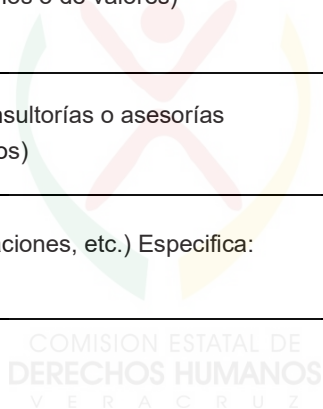 nsultorías o asesorías
os)
ciones, etc.) Especifica:
COMISION ESTATAL DE
DERECHOS HUMANOS
V E R A C R U Z